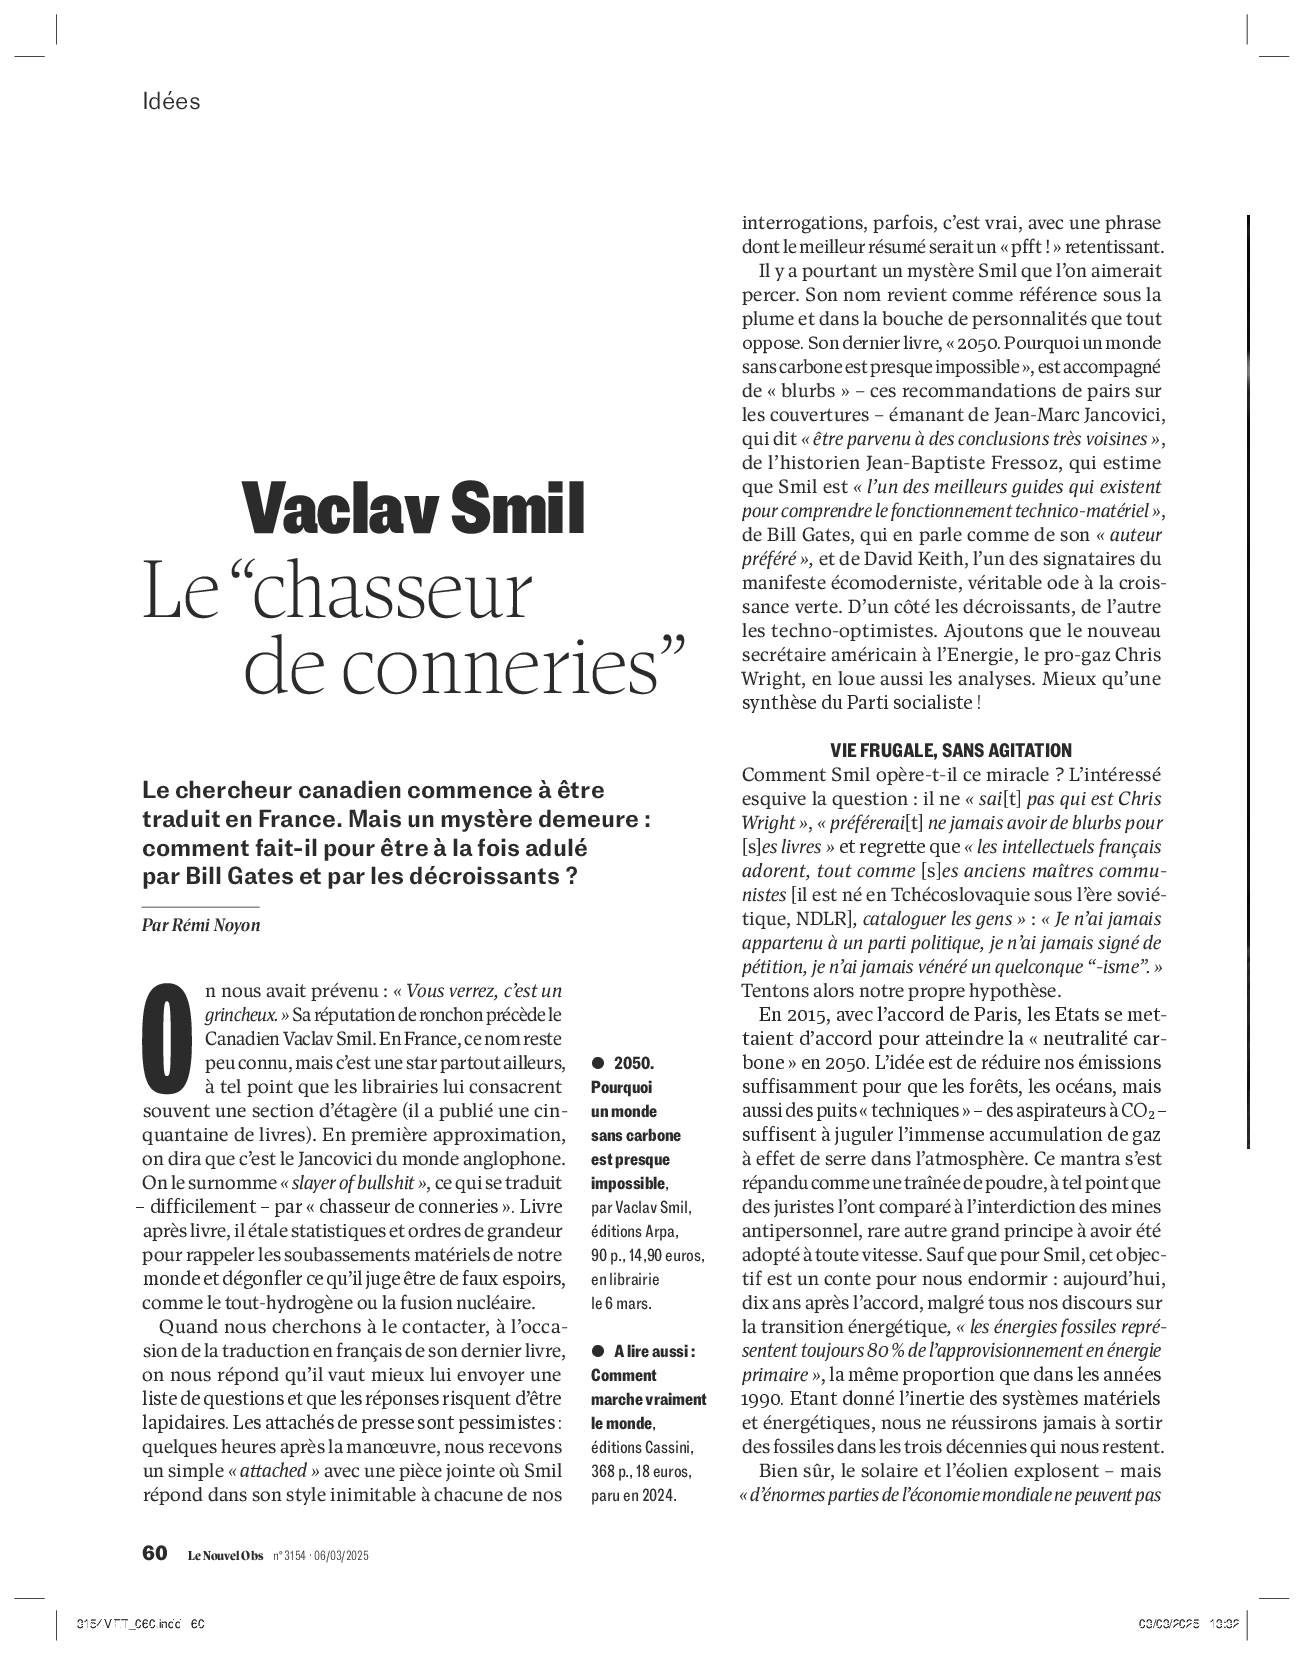 Idées
Vaclav Smil
Le “chasseur
de conneries”
Le chercheur canadien commence à être
traduit en France. Mais un mystère demeure :
comment fait-il pour être à la fois adulé
par Bill Gates et par les décroissants ?
Par Rémi Noyon
On nous avait prévenu : « Vous verrez, c’est un
grincheux. » Sa réputation de ronchon précède le
Canadien Vaclav Smil. En France, ce nom reste
peu connu, mais c’est une star partout ailleurs,
à tel point que les librairies lui consacrent
souvent une section d’étagère (il a publié une cin-
quantaine de livres). En première approximation,
on dira que c’est le Jancovici du monde anglophone.
On le surnomme « slayer of bullshit », ce qui se traduit
– difficilement – par « chasseur de conneries ». Livre
après livre, il étale statistiques et ordres de grandeur
pour rappeler les soubassements matériels de notre
monde et dégonfler ce qu’il juge être de faux espoirs,
comme le tout-hydrogène ou la fusion nucléaire.
Quand nous cherchons à le contacter, à l’occa-
sion de la traduction en français de son dernier livre,
on nous répond qu’il vaut mieux lui envoyer une
liste de questions et que les réponses risquent d’être
lapidaires. Les attachés de presse sont pessimistes :
quelques heures après la manœuvre, nous recevons
un simple « attached » avec une pièce jointe où Smil
répond dans son style inimitable à chacune de nos
● 2050.
Pourquoi
un monde
sans carbone
est presque
impossible,
par Vaclav Smil,
éditions Arpa,
90 p., 14,90 euros,
en librairie
le 6 mars.
● A lire aussi :
Comment
marche vraiment
le monde,
éditions Cassini,
368 p., 18 euros,
paru en 2024.
interrogations, parfois, c’est vrai, avec une phrase
dont le meilleur résumé serait un « pfft ! » retentissant.
Il y a pourtant un mystère Smil que l’on aimerait
percer. Son nom revient comme référence sous la
plume et dans la bouche de personnalités que tout
oppose. Son dernier livre, « 2050. Pourquoi un monde
sans carbone est presque impossible », est accompagné
de « blurbs » – ces recommandations de pairs sur
les couvertures – émanant de Jean-Marc Jancovici,
qui dit « être parvenu à des conclusions très voisines »,
de l’historien Jean-Baptiste Fressoz, qui estime
que Smil est « l’un des meilleurs guides qui existent
pour comprendre le fonctionnement technico-matériel »,
de Bill Gates, qui en parle comme de son « auteur
préféré », et de David Keith, l’un des signataires du
manifeste écomoderniste, véritable ode à la crois-
sance verte. D’un côté les décroissants, de l’autre
les techno-optimistes. Ajoutons que le nouveau
secrétaire américain à l’Energie, le pro-gaz Chris
Wright, en loue aussi les analyses. Mieux qu’une
synthèse du Parti socialiste !
VIE FRUGALE, SANS AGITATION
Comment Smil opère-t-il ce miracle ? L’intéressé
esquive la question : il ne « sai[t] pas qui est Chris
Wright », « préférerai[t] ne jamais avoir de blurbs pour
[s]es livres » et regrette que « les intellectuels français
adorent, tout comme [s]es anciens maîtres commu-
nistes [il est né en Tchécoslovaquie sous l’ère sovié-
tique, NDLR], cataloguer les gens » : « Je n’ai jamais
appartenu à un parti politique, je n’ai jamais signé de
pétition, je n’ai jamais vénéré un quelconque “-isme”. »
Tentons alors notre propre hypothèse.
En 2015, avec l’accord de Paris, les Etats se met-
taient d’accord pour atteindre la « neutralité car-
bone » en 2050. L’idée est de réduire nos émissions
suffisamment pour que les forêts, les océans, mais
aussi des puits « techniques » – des aspirateurs à CO₂ –
suffisent à juguler l’immense accumulation de gaz
à effet de serre dans l’atmosphère. Ce mantra s’est
répandu comme une traînée de poudre, à tel point que
des juristes l’ont comparé à l’interdiction des mines
antipersonnel, rare autre grand principe à avoir été
adopté à toute vitesse. Sauf que pour Smil, cet objec-
tif est un conte pour nous endormir : aujourd’hui,
dix ans après l’accord, malgré tous nos discours sur
la transition énergétique, « les énergies fossiles repré-
sentent toujours 80 % de l’approvisionnement en énergie
primaire », la même proportion que dans les années
1990. Etant donné l’inertie des systèmes matériels
et énergétiques, nous ne réussirons jamais à sortir
des fossiles dans les trois décennies qui nous restent.
Bien sûr, le solaire et l’éolien explosent – mais
« d’énormes parties de l’économie mondiale ne peuvent pas
60 Le Nouvel Obs n° 3154 · 06/03/2025